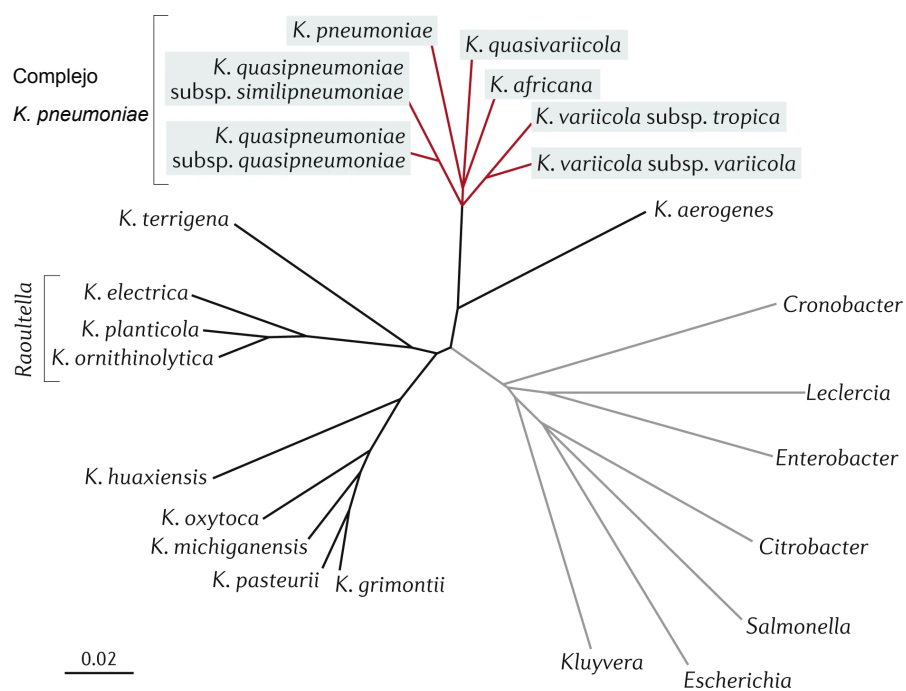 Complejo
K. pneumoniae
K. pneumoniae
K. quasivariicola
K. quasipneumoniae
subsp. similipneumoniae
K. africana
K. variicola subsp. tropica
K. quasipneumoniae
subsp. quasipneumoniae
K. variicola subsp. variicola
K. terrigena
K. aerogenes
Raoultella
K. electrica
K. planticola
K. ornithinolytica
Cronobacter
Leclercia
Enterobacter
K. huaxiensis
K. oxytoca
K. michiganensis
K. pasteurii
K. grimontii
Citrobacter
Salmonella
Kluyvera
Escherichia
0.02